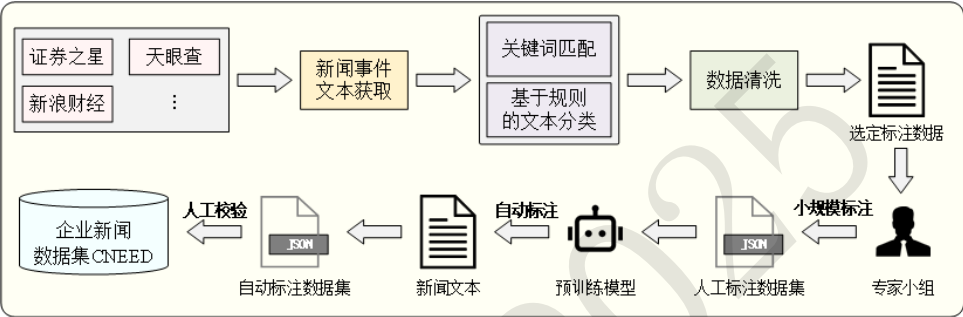 证券之星
天眼查
新浪财经
⋮
新闻事件
文本获取
关键词匹配
基于规则
的文本分类
数据清洗
选定标注数据
小规模标注
专家小组
JSON
人工标注数据集
预训练模型
自动标注
新闻文本
JSON
自动标注数据集
人工校验
企业新闻
数据集CNEED
2025